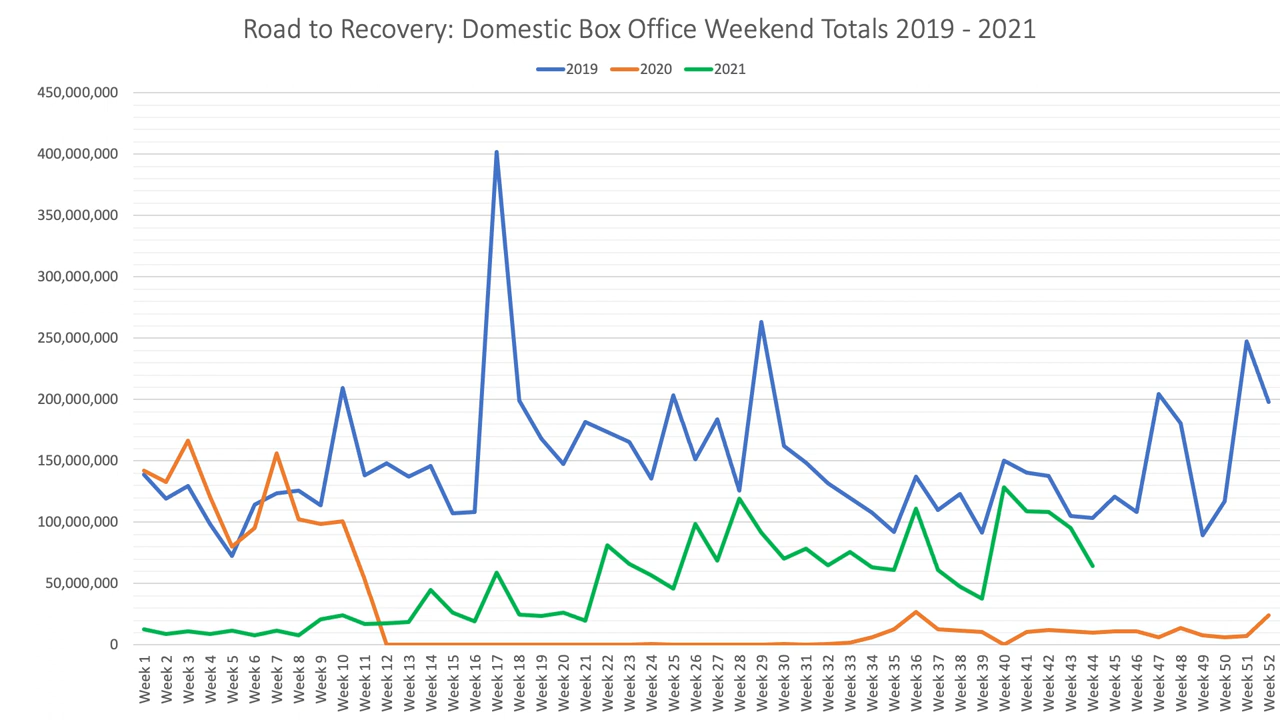 Road to Recovery: Domestic Box Office Weekend Totals 2019 - 2021
2019 2020 2021
450,000,000
400,000,000
350,000,000
300,000,000
250,000,000
200,000,000
150,000,000
100,000,000
50,000,000
0
Week 1
Week 2
Week 3
Week 4
Week 5
Week 6
Week 7
Week 8
Week 9
Week 10
Week 11
Week 12
Week 13
Week 14
Week 15
Week 16
Week 17
Week 18
Week 19
Week 20
Week 21
Week 22
Week 23
Week 24
Week 25
Week 26
Week 27
Week 28
Week 29
Week 30
Week 31
Week 32
Week 33
Week 34
Week 35
Week 36
Week 37
Week 38
Week 39
Week 40
Week 41
Week 42
Week 43
Week 44
Week 45
Week 46
Week 47
Week 48
Week 49
Week 50
Week 51
Week 52